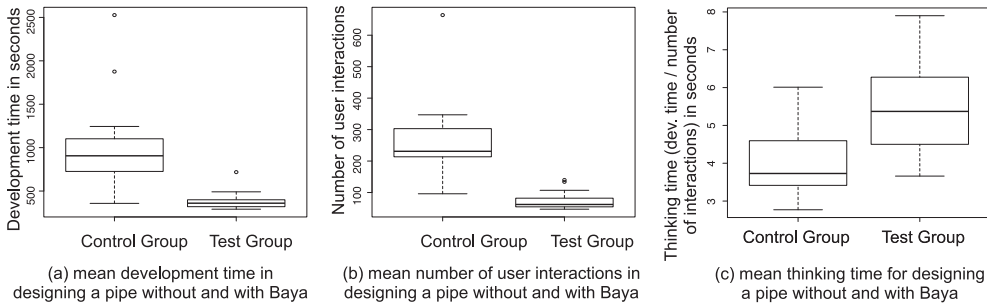 Development time in seconds
2500
2000
1500
1000
500
Control Group
Test Group
(a) mean development time in
designing a pipe without and with Baya
Number of user interactions
600
500
400
300
200
100
Control Group
Test Group
(b) mean number of user interactions in
designing a pipe without and with Baya
Thinking time (dev. time / number
of interactions) in seconds
8
7
6
5
4
3
Control Group
Test Group
(c) mean thinking time for designing
a pipe without and with Baya